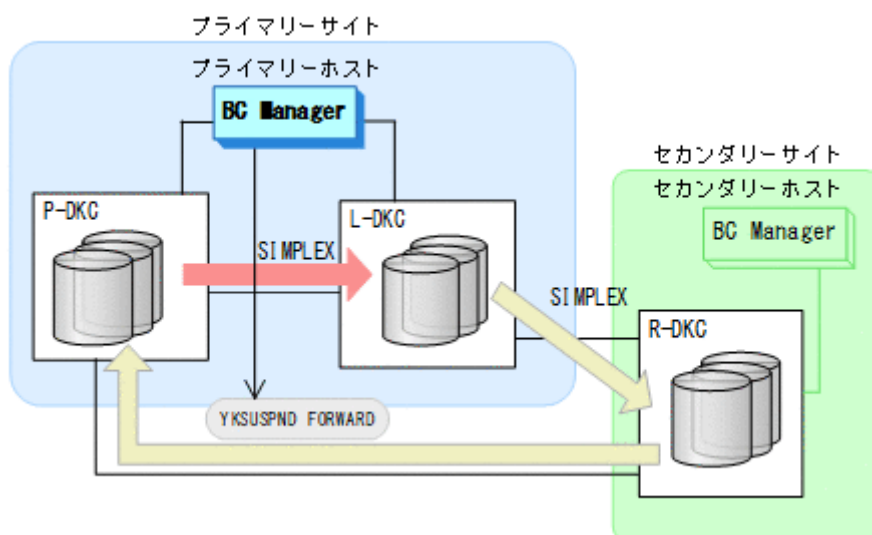 プライマリーサイト
プライマリーホスト
BC Manager
セカンダリーサイト
セカンダリーホスト
BC Manager
P-DKC
L-DKC
SIMPLEX
SIMPLEX
R-DKC
YKSUSPND FORWARD